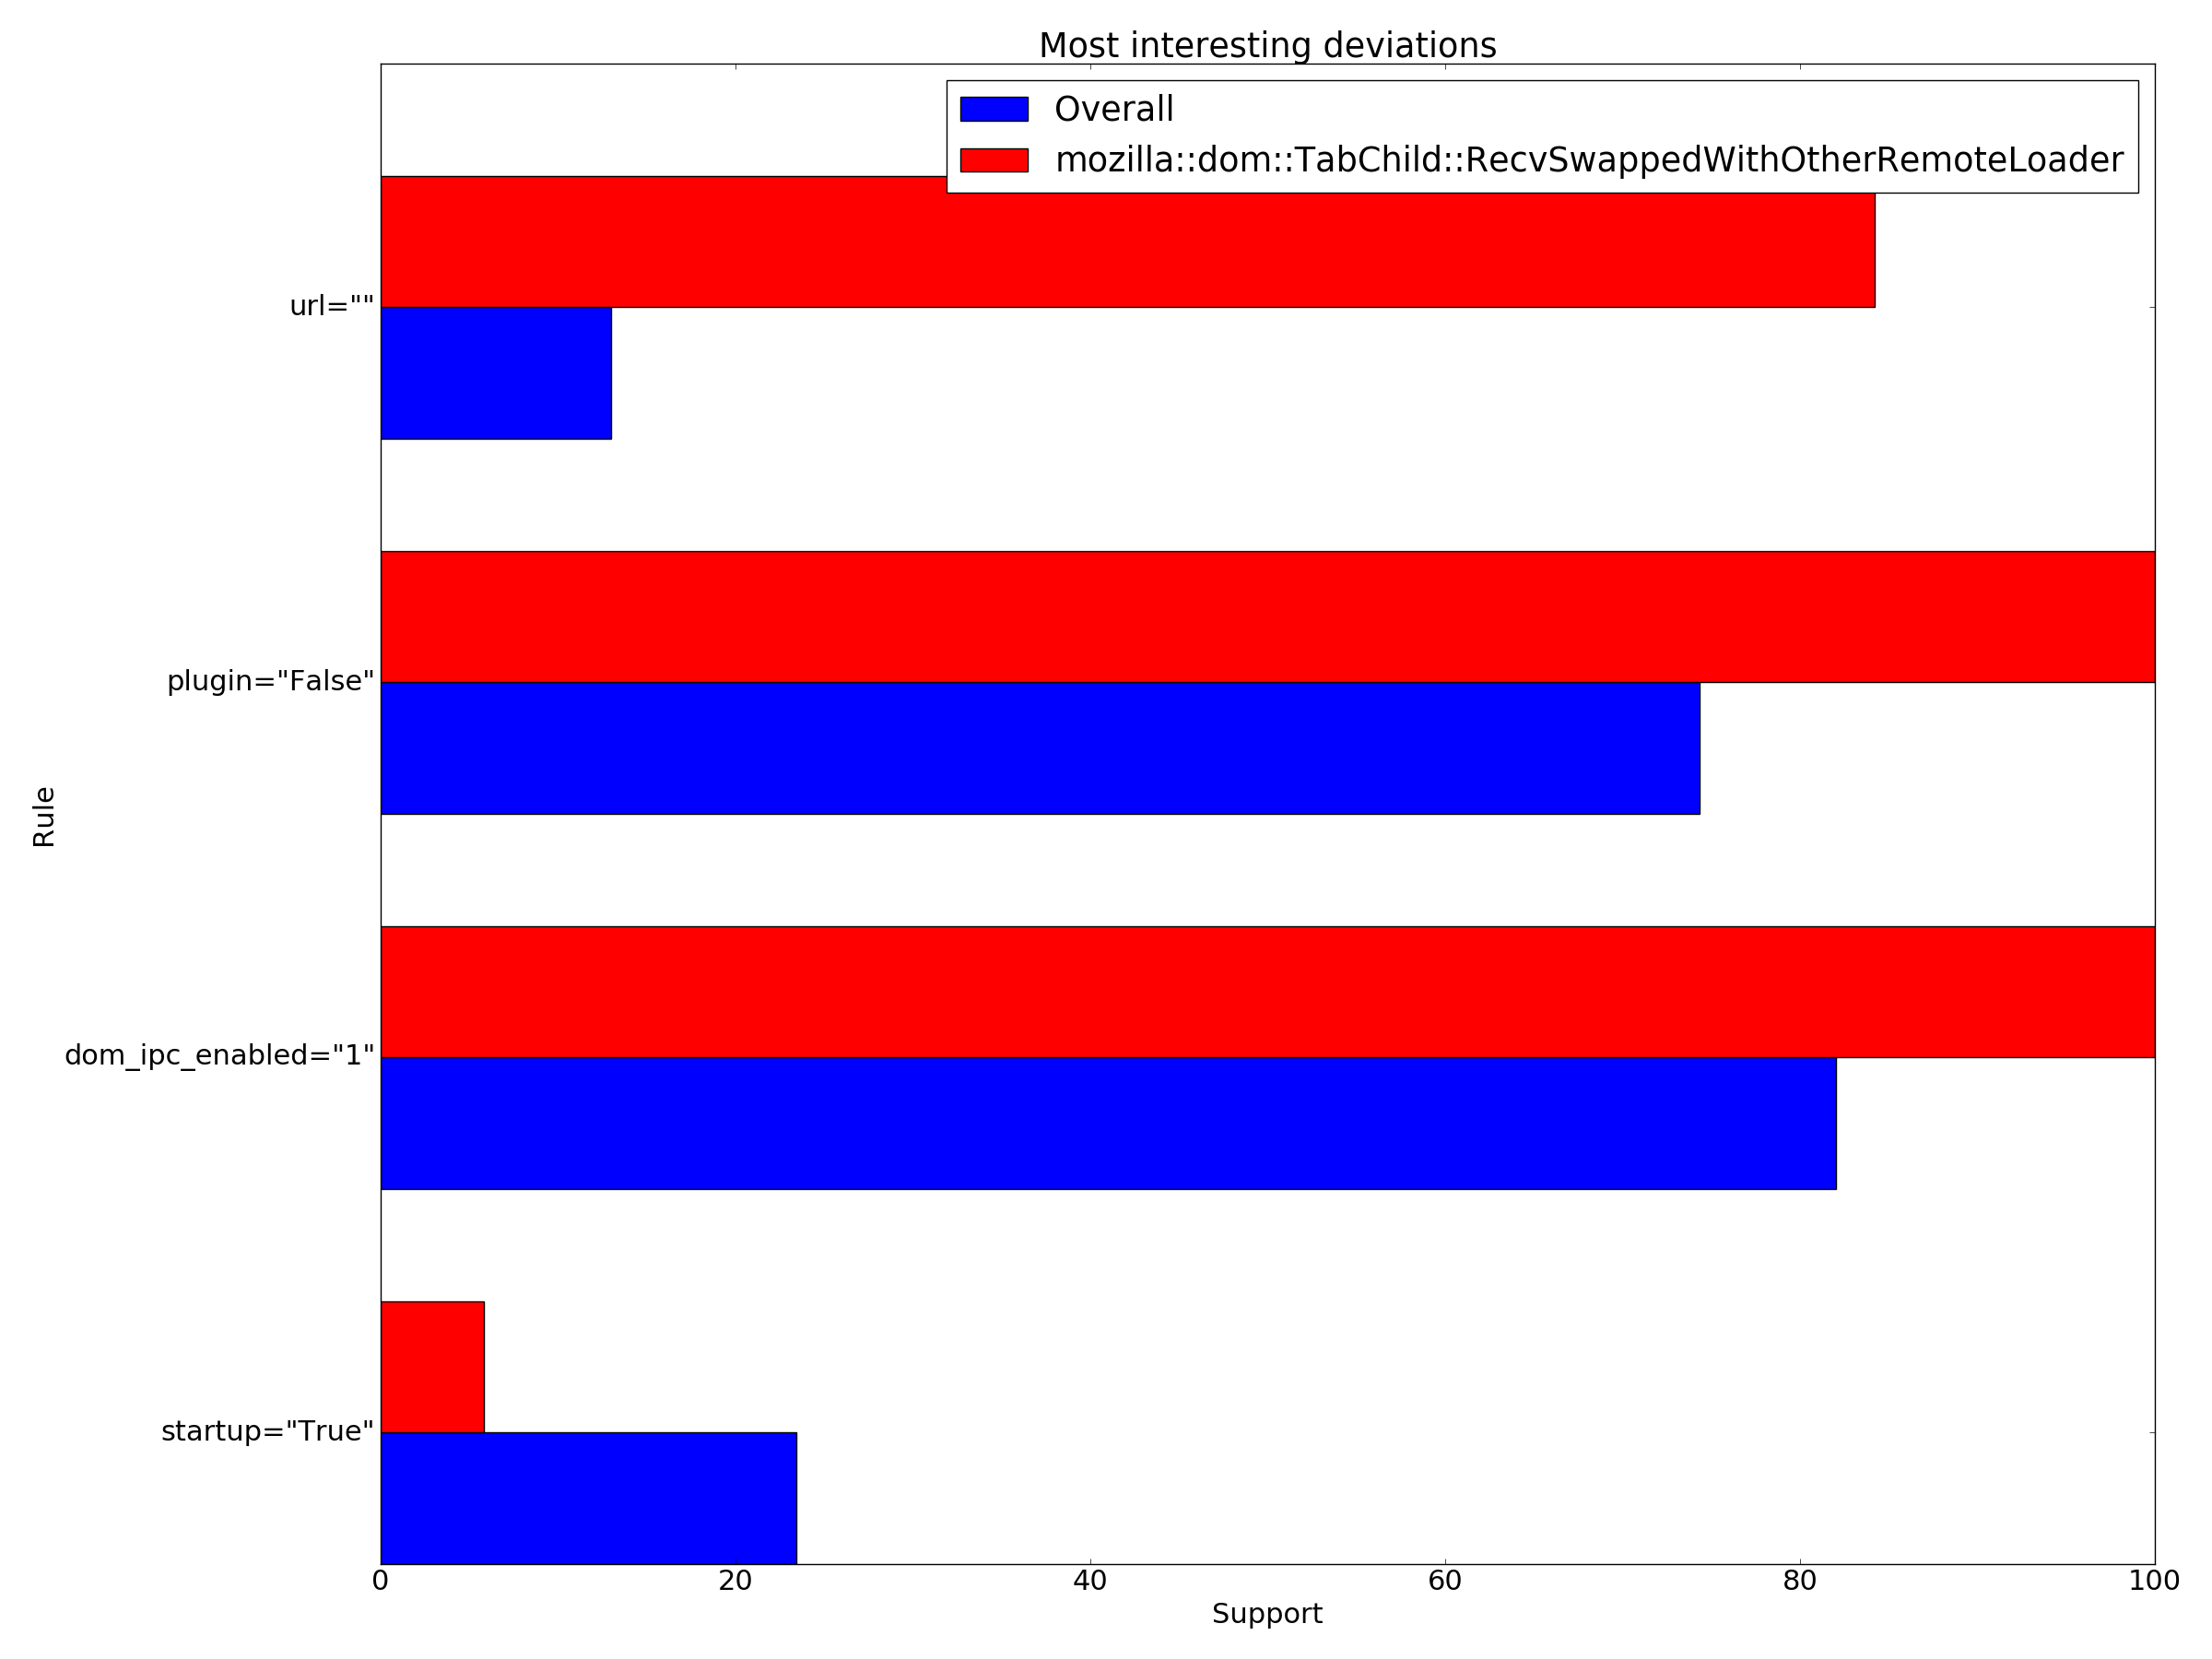 Most interesting deviations
Overall
mozilla::dom::TabChild::RecvSwappedWithOtherRemoteLoader
url=""
plugin="False"
Rule
dom_ipc_enabled="1"
startup="True"
0 20 40 60 80 100
Support